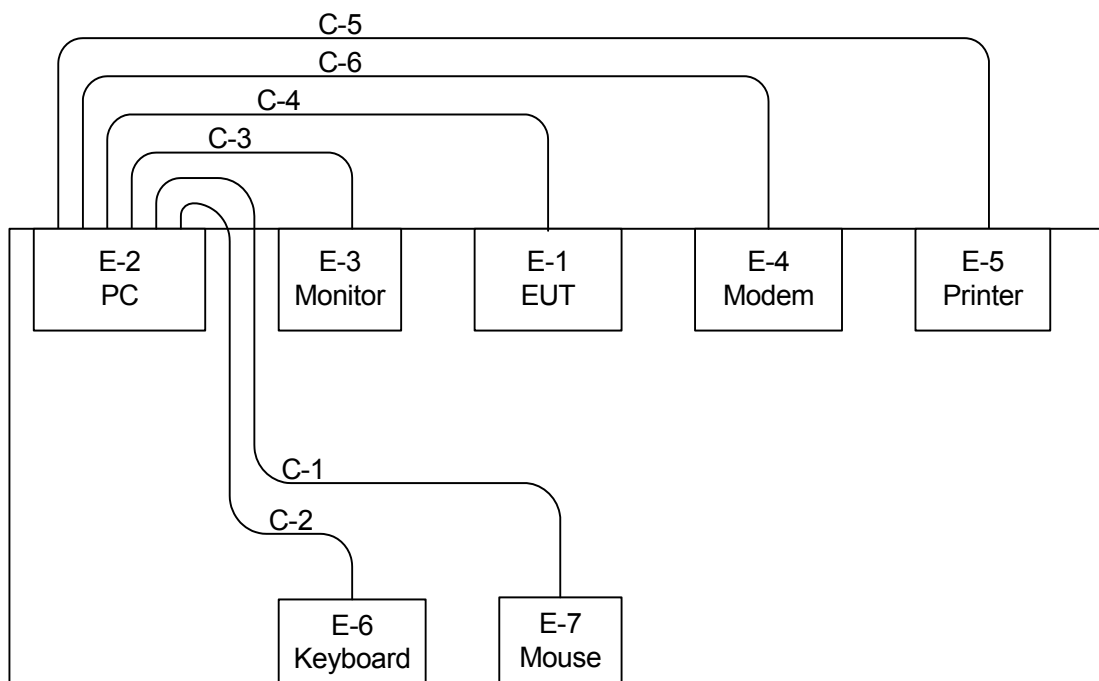 C-5
C-6
C-4
C-3
E-2
PC
E-3
Monitor
E-1
EUT
E-4
Modem
E-5
Printer
C-1
C-2
E-6
Keyboard
E-7
Mouse